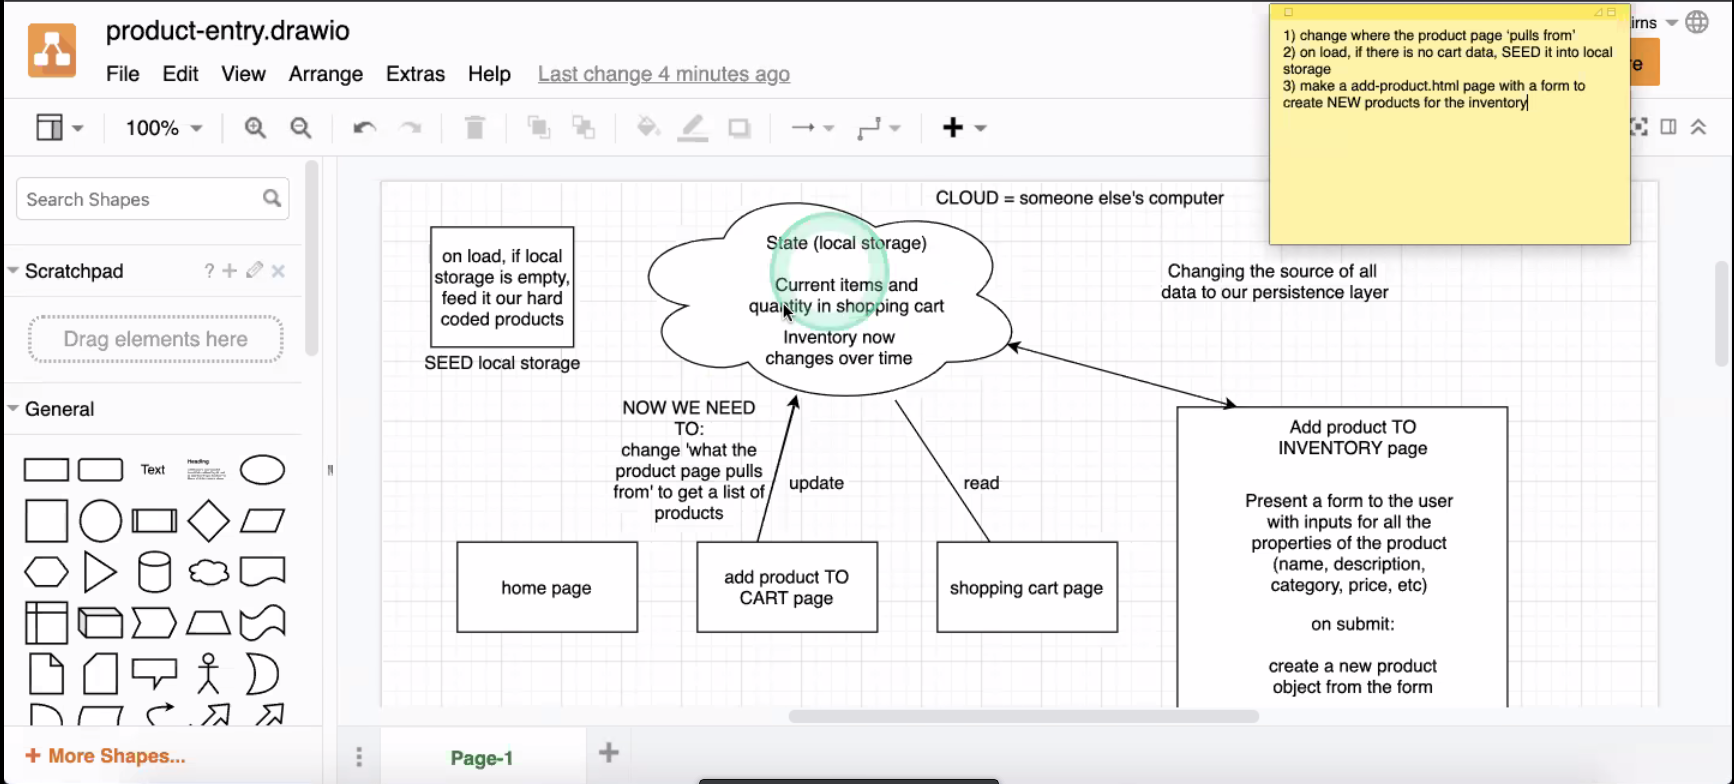 product-entry.drawio
File Edit View Arrange Extras Help Last change 4 minutes ago
100%
1) change where the product page 'pulls from'
2) on load, if there is no cart data, SEED it into local
storage
3) make a add-product.html page with a form to
create NEW products for the inventory
Search Shapes
Scratchpad
?
Drag elements here
General
Text
Heading
+ More Shapes...
CLOUD = someone else's computer
on load, if local
storage is empty,
feed it our hard
coded products
SEED local storage
State (local storage)
Current items and
quantity in shopping cart
Inventory now
changes over time
Changing the source of all
data to our persistence layer
NOW WE NEED
TO:
change 'what the
product page pulls
from' to get a list of
products
update
read
home page
add product TO
CART page
shopping cart page
Add product TO
INVENTORY page
Present a form to the user
with inputs for all the
properties of the product
(name, description,
category, price, etc)
on submit:
create a new product
object from the form
Page-1